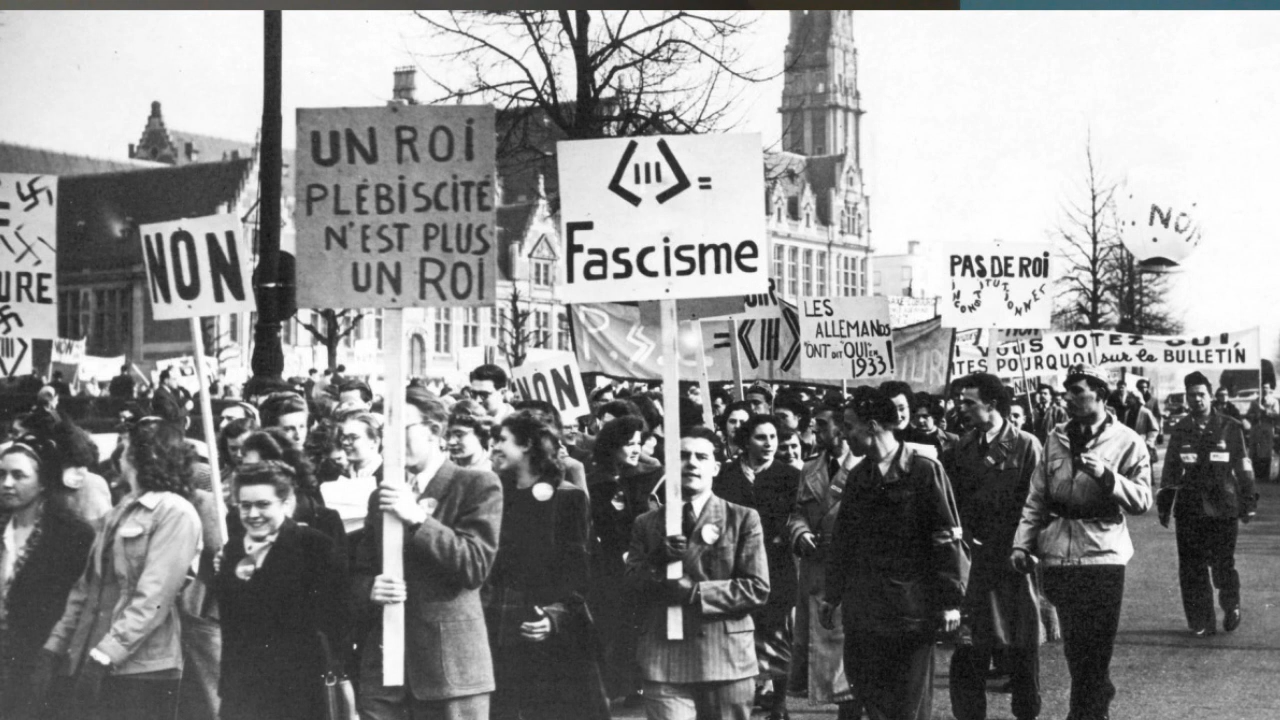 URE
NON
UN ROI
PLÉBISCITÉ
N'EST PLUS
UN ROI
=
Fascisme
NON
P.S.
=
LES
ALLEMANDS
"ONT DIT" OUI EN
1933
PAS DE ROI
INCONSTITUTIONNEL
NON
VOUS VOTEZ OUI,
POURQUOI sur le BULLETIN
NON